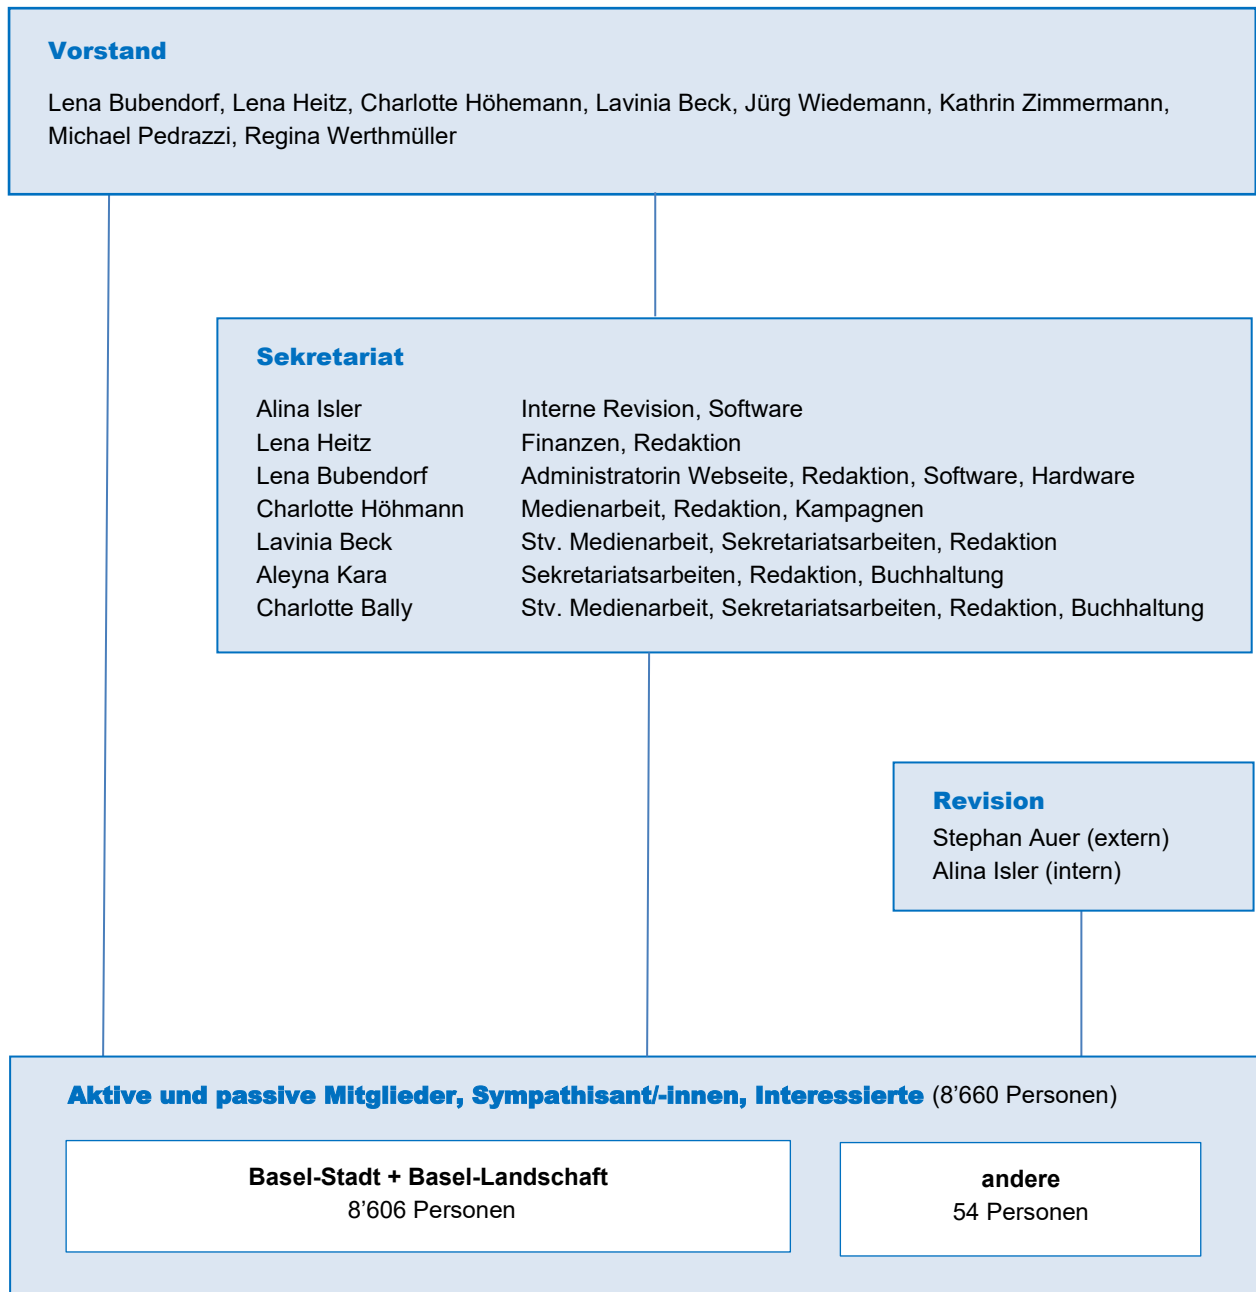 Vorstand
Lena Bubendorf, Lena Heitz, Charlotte Höhemann, Lavinia Beck, Jürg Wiedemann, Kathrin Zimmermann,
Michael Pedrazzi, Regina Werthmüller
Sekretariat
Alina Isler Interne Revision, Software
Lena Heitz Finanzen, Redaktion
Lena Bubendorf Administratorin Webseite, Redaktion, Software, Hardware
Charlotte Höhmann Medienarbeit, Redaktion, Kampagnen
Lavinia Beck Stv. Medienarbeit, Sekretariatsarbeiten, Redaktion
Aleyna Kara Sekretariatsarbeiten, Redaktion, Buchhaltung
Charlotte Bally Stv. Medienarbeit, Sekretariatsarbeiten, Redaktion, Buchhaltung
Revision
Stephan Auer (extern)
Alina Isler (intern)
Aktive und passive Mitglieder, Sympathisant/-innen, Interessierte (8’660 Personen)
Basel-Stadt + Basel-Landschaft
8’606 Personen
andere
54 Personen